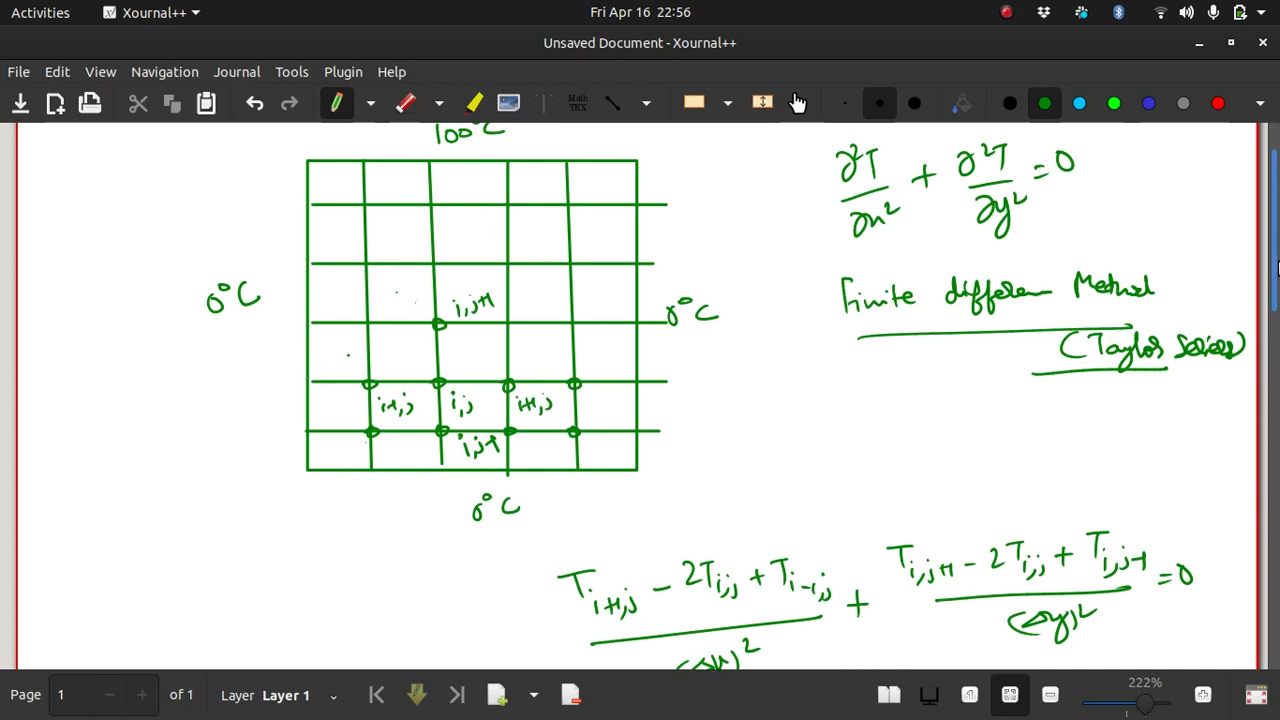 Activities Xournal++ Fri Apr 16 22:56
Unsaved Document - Xournal++
File Edit View Navigation Journal Tools Plugin Help
Math TEX
100°C
∂²T/∂x² + ∂²T/∂y² = 0
0°C
Finite different Method
i,j+1
0°C
(Taylor Series)
i-1,j i,j i+1,j
i,j-1
0°C
T_{i+1,j} - 2T_{i,j} + T_{i-1,j} / (Δx)² + T_{i,j+1} - 2T_{i,j} + T_{i,j-1} / (Δy)² = 0
Page 1 of 1 Layer Layer 1 222%